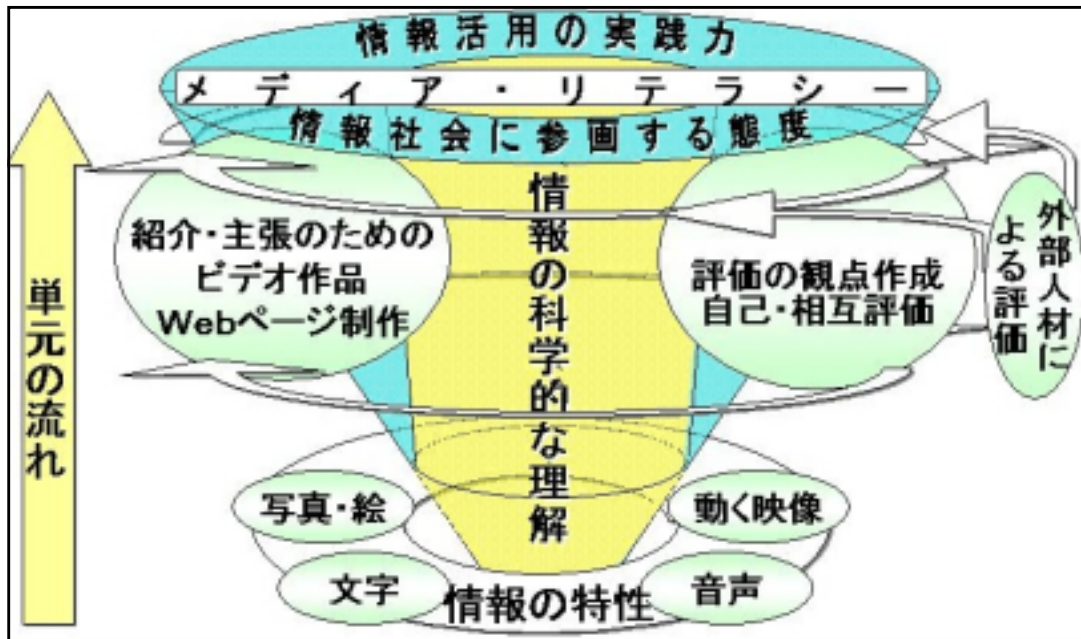 情報活用の実践力
メディア・リテラシー
情報社会に参画する態度
単元の流れ
紹介・主張のための
ビデオ作品
Webページ制作
情報の科学的な理解
評価の観点作成
自己・相互評価
外部人材に
よる評価
写真・絵
動く映像
文字
情報の特性
音声